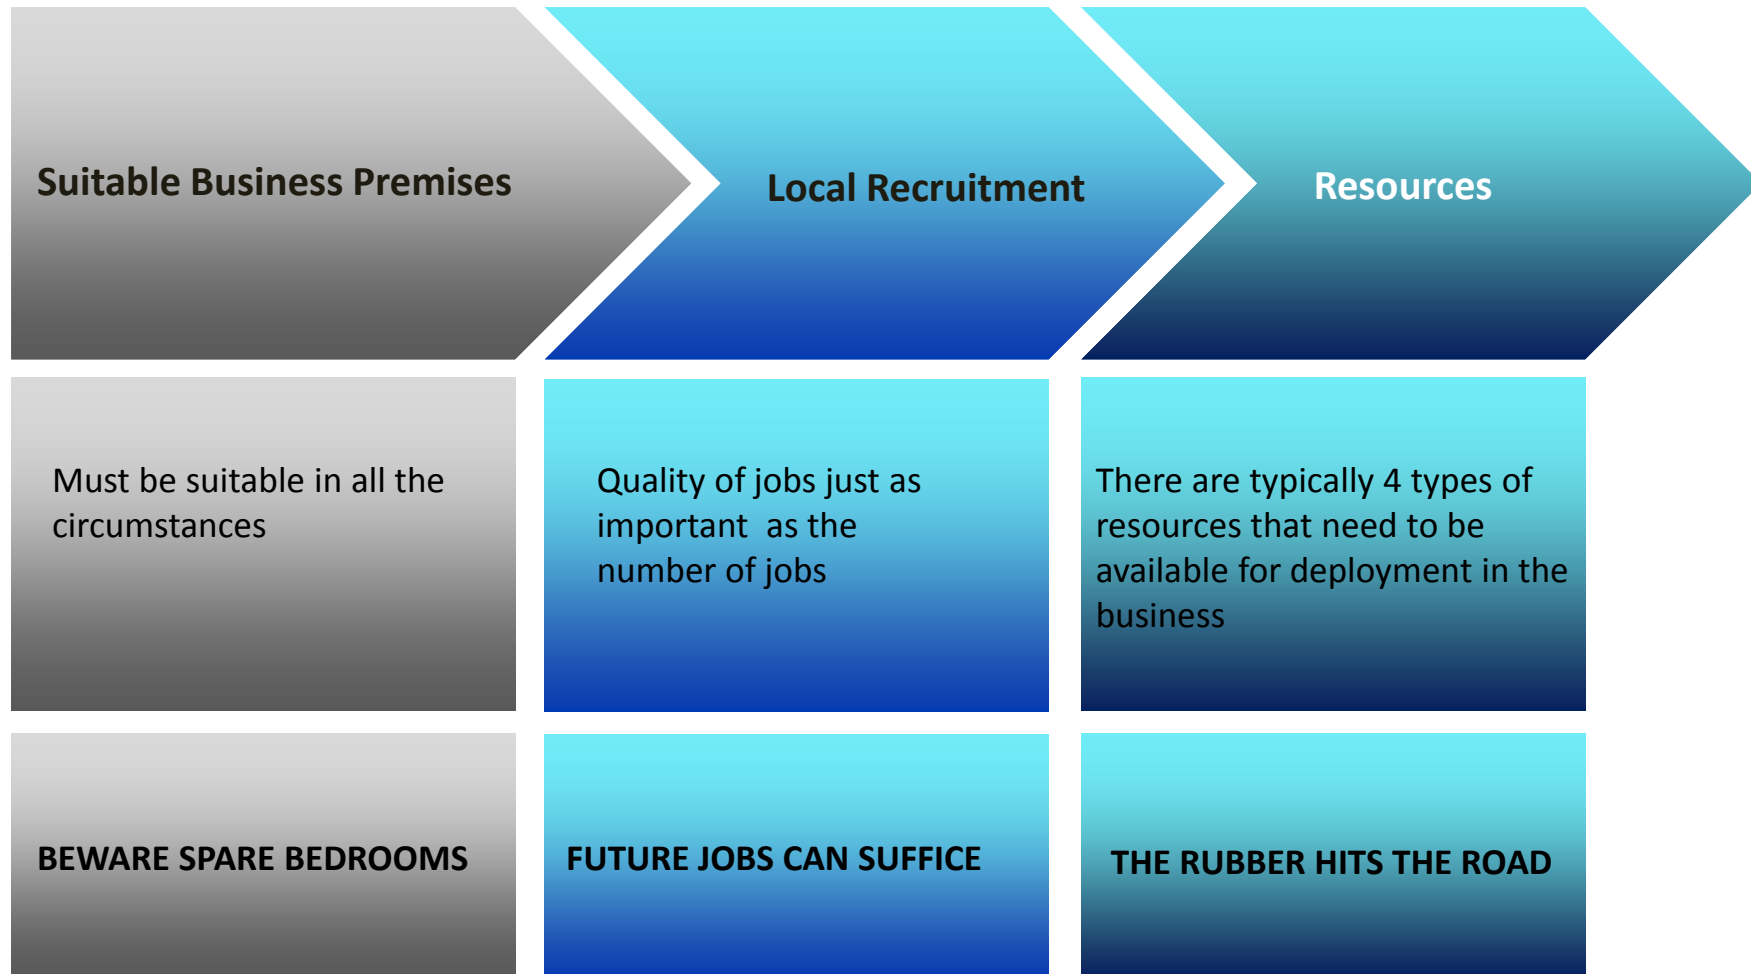 Suitable Business Premises
Local Recruitment
Resources
Must be suitable in all the
circumstances
Quality of jobs just as
important  as the
number of jobs
There are typically 4 types of
resources that need to be
available for deployment in the
business
BEWARE SPARE BEDROOMS
FUTURE JOBS CAN SUFFICE
THE RUBBER HITS THE ROAD